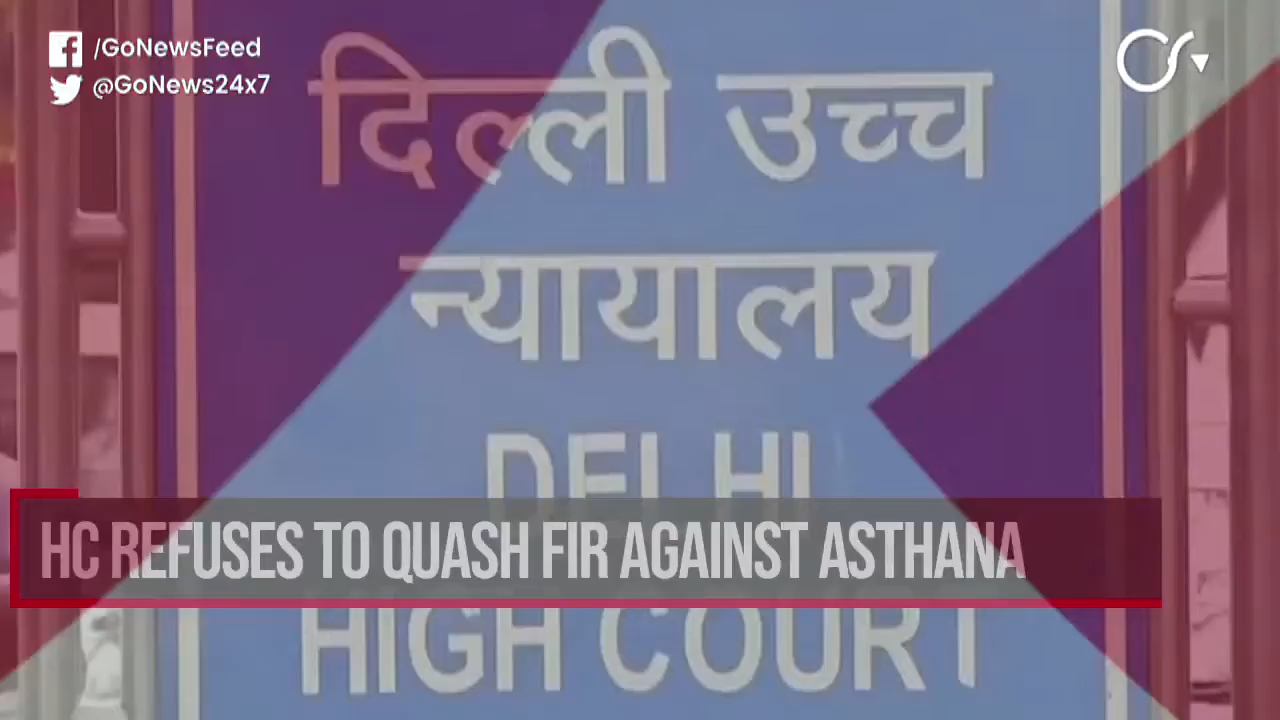 /GoNewsFeed
@GoNews24x7
दिल्ली उच्च
न्यायालय
DELHI
HC REFUSES TO QUASH FIR AGAINST ASTHANA
HIGH COURT